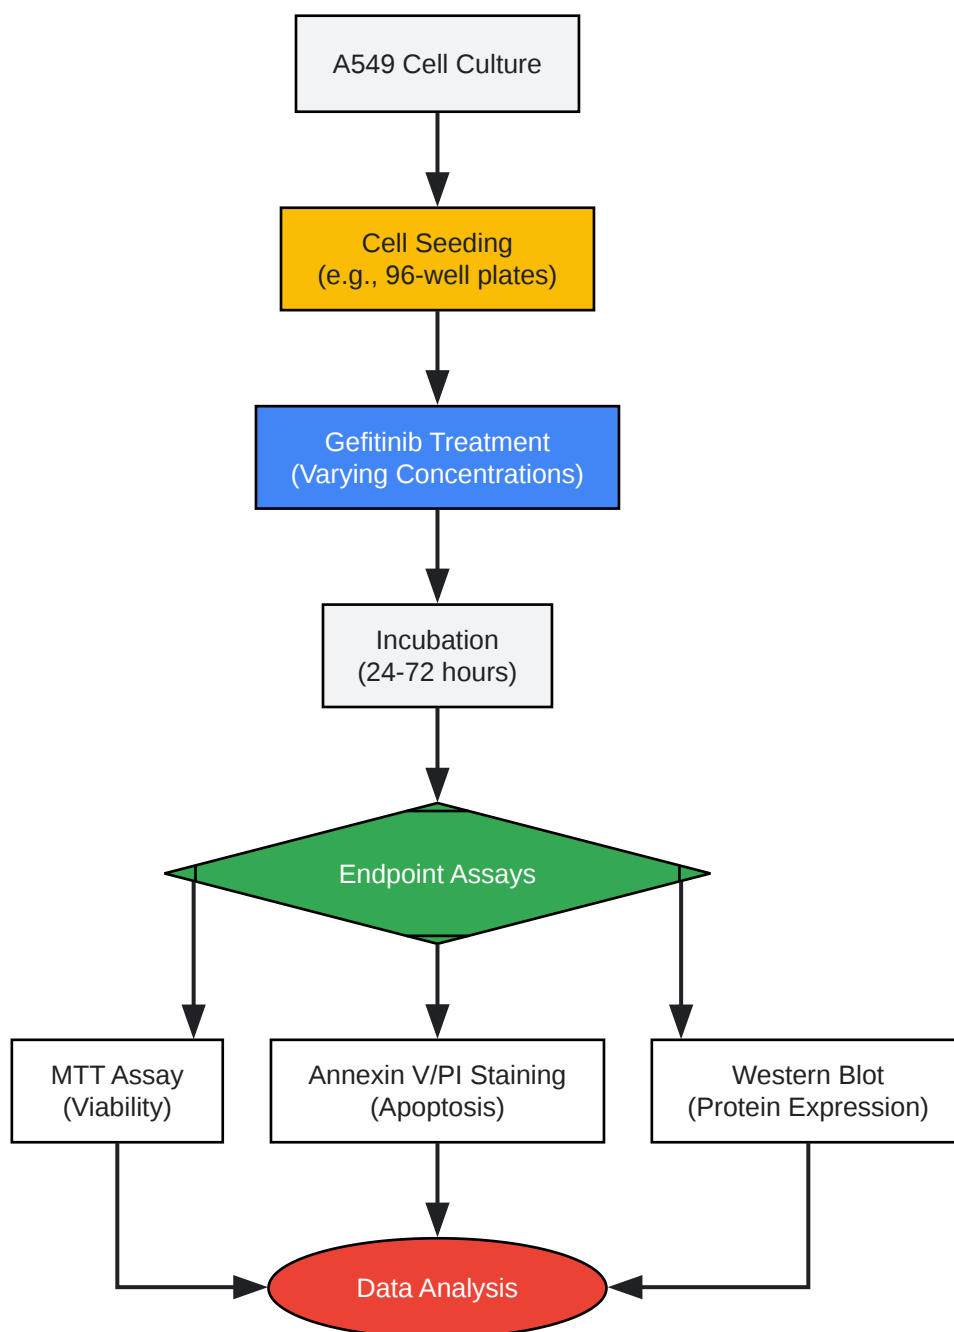 A549 Cell Culture
Cell Seeding
(e.g., 96-well plates)
Gefitinib Treatment
(Varying Concentrations)
Incubation
(24-72 hours)
Endpoint Assays
MTT Assay
(Viability)
Annexin V/PI Staining
(Apoptosis)
Western Blot
(Protein Expression)
Data Analysis